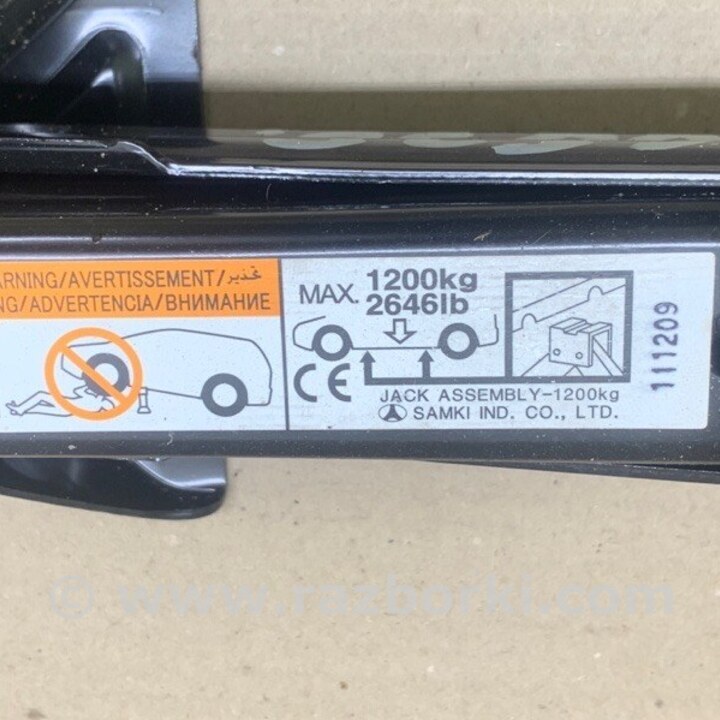 ARNING/AVERTISSEMENT/تحذير
NG/ADVERTENCIA/ВНИМАНИЕ
MAX. 1200kg
2646lb
CE
JACK ASSEMBLY-1200kg
SAMKI IND. CO., LTD.
111209
© www.razborki.com